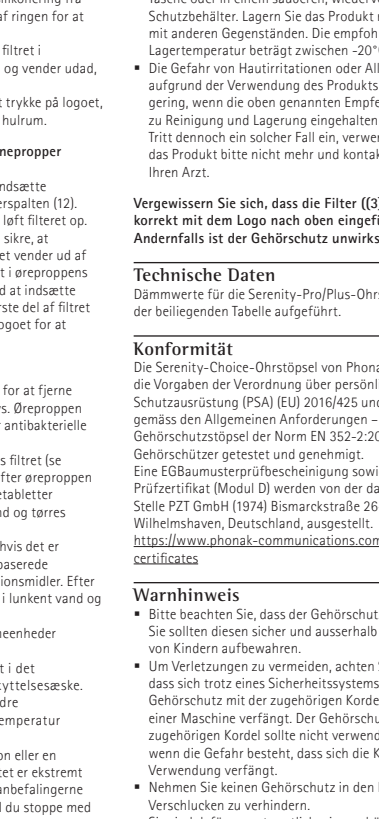 af ringen for at
filtret i
og vender udad,
t trykke på logoet,
hulrum.
nepropper
ndsætte
erspalten (12).
løft filteret op.
sikre, at
et vender ud af
t i øreproppens
d at indsætte
rste del af filtret
ogoet for at
for at fjerne
vs. Øreproppen
antibakterielle
s filtret (se
fter øreproppen
etabletter
nd og tørres
hvis det er
baserede
ionsmidler. Efter
i lunkent vand og
neenheder
t i det
kyttelsesæske.
dre
emperatur
on eller en
tet er ekstremt
anbefalingerne
d du stoppe med
Schutzbehälter. Lagern Sie das Produkt
mit anderen Gegenständen. Die empfoh
Lagertemperatur beträgt zwischen -20°
▪ Die Gefahr von Hautirritationen oder All
aufgrund der Verwendung des Produkts
gering, wenn die oben genannten Empfe
zu Reinigung und Lagerung eingehalten
Tritt dennoch ein solcher Fall ein, verwe
das Produkt bitte nicht mehr und kontak
Ihren Arzt.
Vergewissern Sie sich, dass die Filter ((3)
korrekt mit dem Logo nach oben eingefü
Andernfalls ist der Gehörschutz unwirks
Technische Daten
Dämmwerte für die Serenity-Pro/Plus-Ohrs
der beiliegenden Tabelle aufgeführt.
Konformität
Die Serenity-Choice-Ohrstöpsel von Phona
die Vorgaben der Verordnung über persönl
Schutzausrüstung (PSA) (EU) 2016/425 und
gemäss den Allgemeinen Anforderungen –
Gehörschutzstöpsel der Norm EN 352-2:20
Gehörschützer getestet und genehmigt.
Eine EGBaumusterprüfbescheinigung sowi
Prüfzertifikat (Modul D) werden von der da
Stelle PZT GmbH (1974) Bismarckstraße 26
Wilhelmshaven, Deutschland, ausgestellt.
https://www.phonak-communications.com
certificates
Warnhinweis
▪ Bitte beachten Sie, dass der Gehörschut
Sie sollten diesen sicher und ausserhalb
von Kindern aufbewahren.
▪ Um Verletzungen zu vermeiden, achten S
dass sich trotz eines Sicherheitssystems
Gehörschutz mit der zugehörigen Korde
einer Maschine verfängt. Der Gehörschu
zugehörigen Kordel sollte nicht verwend
wenn die Gefahr besteht, dass sich die K
Verwendung verfängt.
▪ Nehmen Sie keinen Gehörschutz in den
Verschlucken zu verhindern.